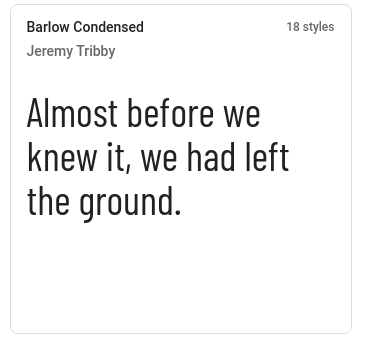 Barlow Condensed 18 styles
Jeremy Tribby
Almost before we
knew it, we had left
the ground.